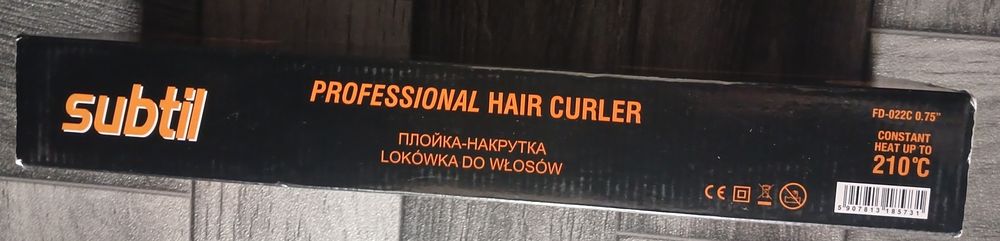 subtil
PROFESSIONAL HAIR CURLER
ПЛОЙКА-НАКРУТКА
LOKÓWKA DO WŁOSÓW
FD-022C 0.75"
CONSTANT
HEAT UP TO
210°C
CE
5907813185731